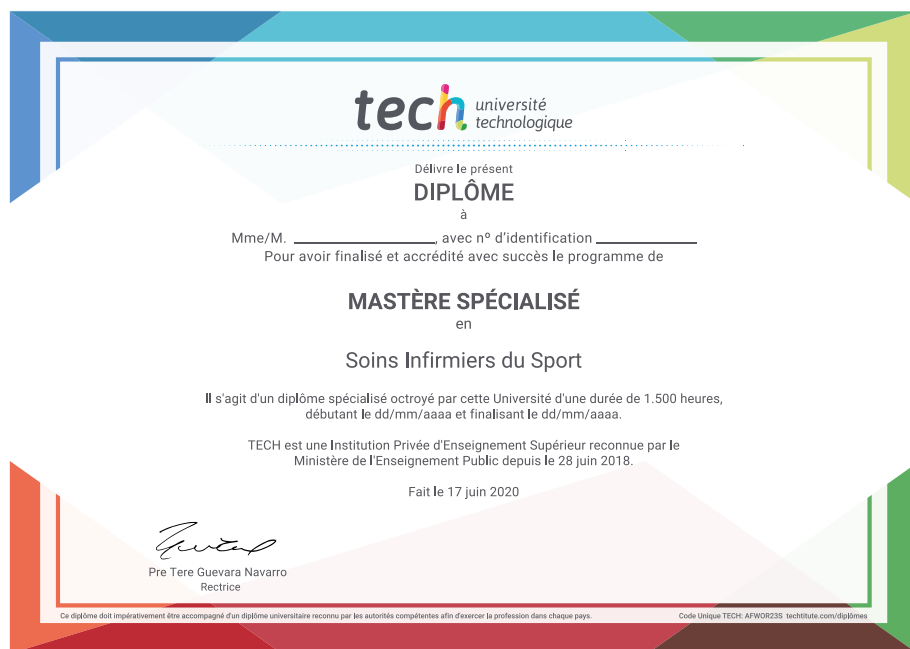 tech université
technologique
Délivre le présent
DIPLÔME
à
Mme/M. ____________, avec nº d'identification ____________
Pour avoir finalisé et accrédité avec succès le programme de
MASTÈRE SPÉCIALISÉ
en
Soins Infirmiers du Sport
Il s'agit d'un diplôme spécialisé octroyé par cette Université d'une durée de 1.500 heures,
débutant le dd/mm/aaaa et finalisant le dd/mm/aaaa.
TECH est une Institution Privée d'Enseignement Supérieur reconnue par le
Ministère de l'Enseignement Public depuis le 28 juin 2018.
Fait le 17 juin 2020
Pre Tere Guevara Navarro
Rectrice
Ce diplôme doit impérativement être accompagné d'un diplôme universitaire reconnu par les autorités compétentes afin d'exercer la profession dans chaque pays.
Code Unique TECH: AFWOR23S techtitute.com/diplômes